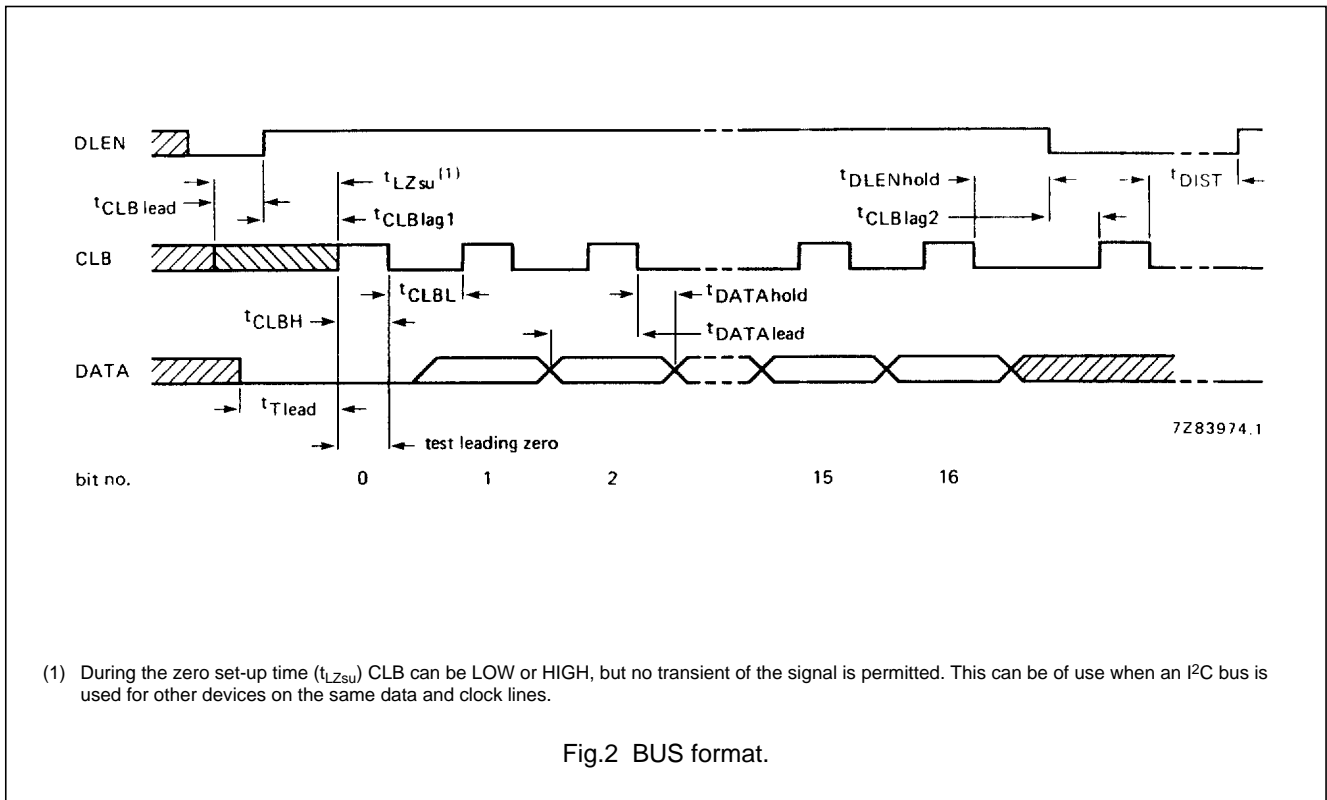 DLEN
tLZsu(1)
tCLBlead
tCLBlag1
tDLENhold
tDIST
tCLBlag2
CLB
tCLBL
tDATAhold
tCLBH
tDATAlead
DATA
tTlead
test leading zero
7Z83974.1
bit no. 0 1 2 15 16
(1) During the zero set-up time (tLZsu) CLB can be LOW or HIGH, but no transient of the signal is permitted. This can be of use when an I²C bus is
used for other devices on the same data and clock lines.
Fig.2 BUS format.